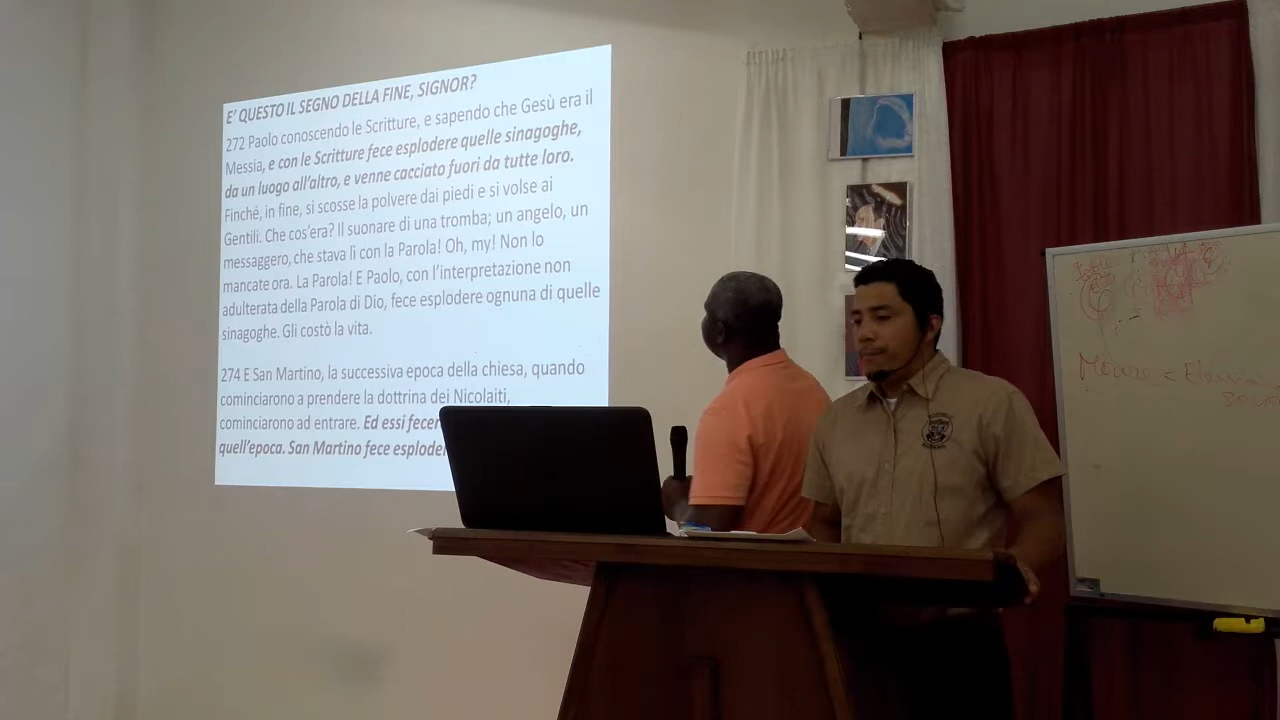 E' QUESTO IL SEGNO DELLA FINE, SIGNOR?
272 Paolo conoscendo le Scritture, e sapendo che Gesù era il
Messia, e con le Scritture fece esplodere quelle sinagoghe,
da un luogo all'altro, e venne cacciato fuori da tutte loro.
Finché, in fine, si scosse la polvere dai piedi e si volse ai
Gentili. Che cos'era? Il suonare di una tromba; un angelo, un
messaggero, che stava lì con la Parola! Oh, my! Non lo
mancate ora. La Parola! E Paolo, con l'interpretazione non
adulterata della Parola di Dio, fece esplodere ognuna di quelle
sinagoghe. Gli costò la vita.
274 E San Martino, la successiva epoca della chiesa, quando
cominciarono a prendere la dottrina dei Nicolaiti,
cominciarono ad entrare. Ed essi fecer
quell'epoca. San Martino fece esploder